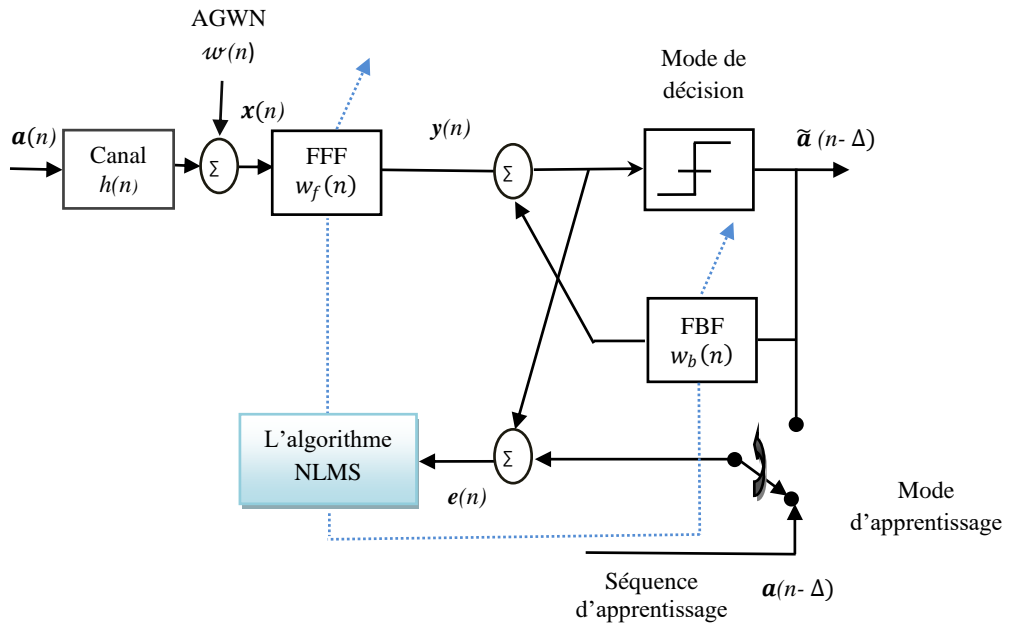 AGWN
w(n)
Mode de
décision
a(n)
x(n)
y(n)
ã (n- Δ)
Canal
h(n)
Σ
FFF
w_f(n)
Σ
FBF
w_b(n)
L'algorithme
NLMS
Σ
e(n)
Mode
d'apprentissage
Séquence
d'apprentissage
a(n- Δ)